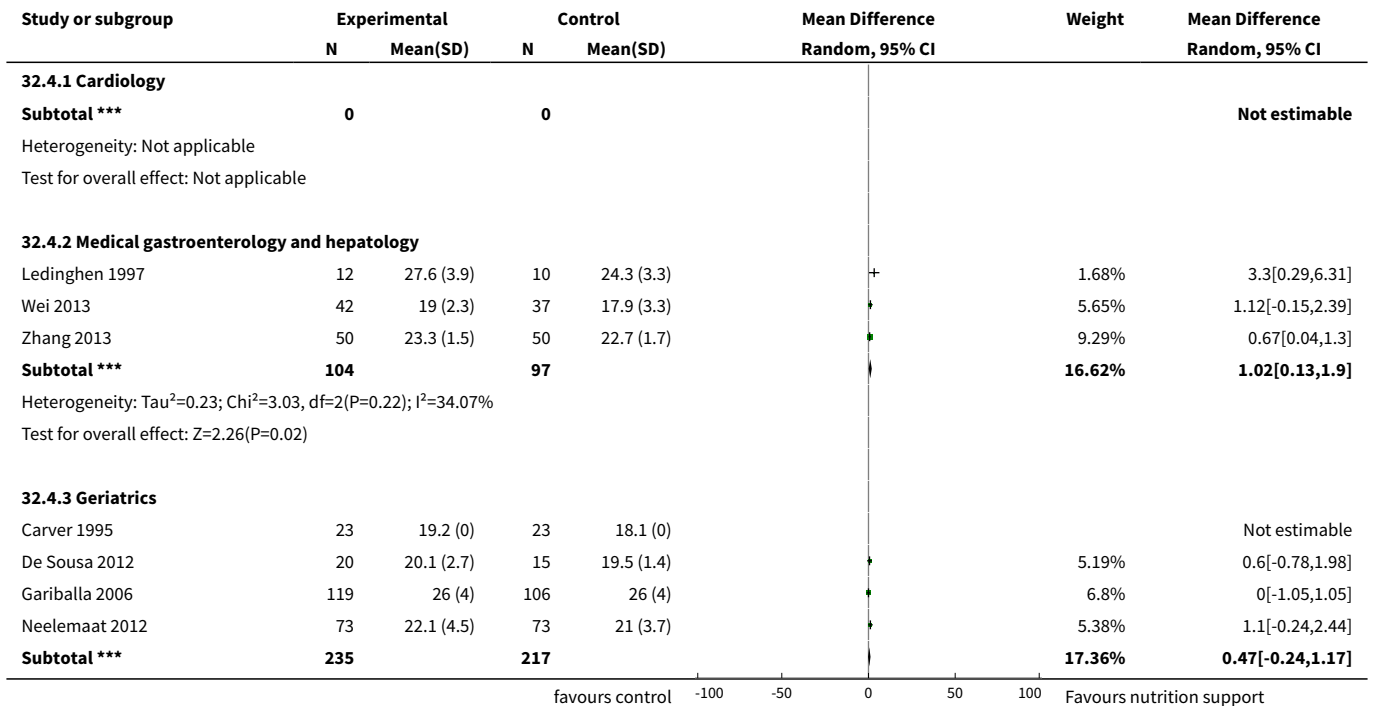 Study or subgroup Experimental Control Mean Difference Weight Mean Difference
N Mean(SD) N Mean(SD) Random, 95% CI Random, 95% CI
32.4.1 Cardiology
Subtotal *** 0 0 Not estimable
Heterogeneity: Not applicable
Test for overall effect: Not applicable
32.4.2 Medical gastroenterology and hepatology
Ledinghen 1997 12 27.6 (3.9) 10 24.3 (3.3) 1.68% 3.3[0.29,6.31]
Wei 2013 42 19 (2.3) 37 17.9 (3.3) 5.65% 1.12[-0.15,2.39]
Zhang 2013 50 23.3 (1.5) 50 22.7 (1.7) 9.29% 0.67[0.04,1.3]
Subtotal *** 104 97 16.62% 1.02[0.13,1.9]
Heterogeneity: Tau²=0.23; Chi²=3.03, df=2(P=0.22); I²=34.07%
Test for overall effect: Z=2.26(P=0.02)
32.4.3 Geriatrics
Carver 1995 23 19.2 (0) 23 18.1 (0) Not estimable
De Sousa 2012 20 20.1 (2.7) 15 19.5 (1.4) 5.19% 0.6[-0.78,1.98]
Gariballa 2006 119 26 (4) 106 26 (4) 6.8% 0[-1.05,1.05]
Neelemaat 2012 73 22.1 (4.5) 73 21 (3.7) 5.38% 1.1[-0.24,2.44]
Subtotal *** 235 217 17.36% 0.47[-0.24,1.17]
favours control -100 -50 0 50 100 Favours nutrition support